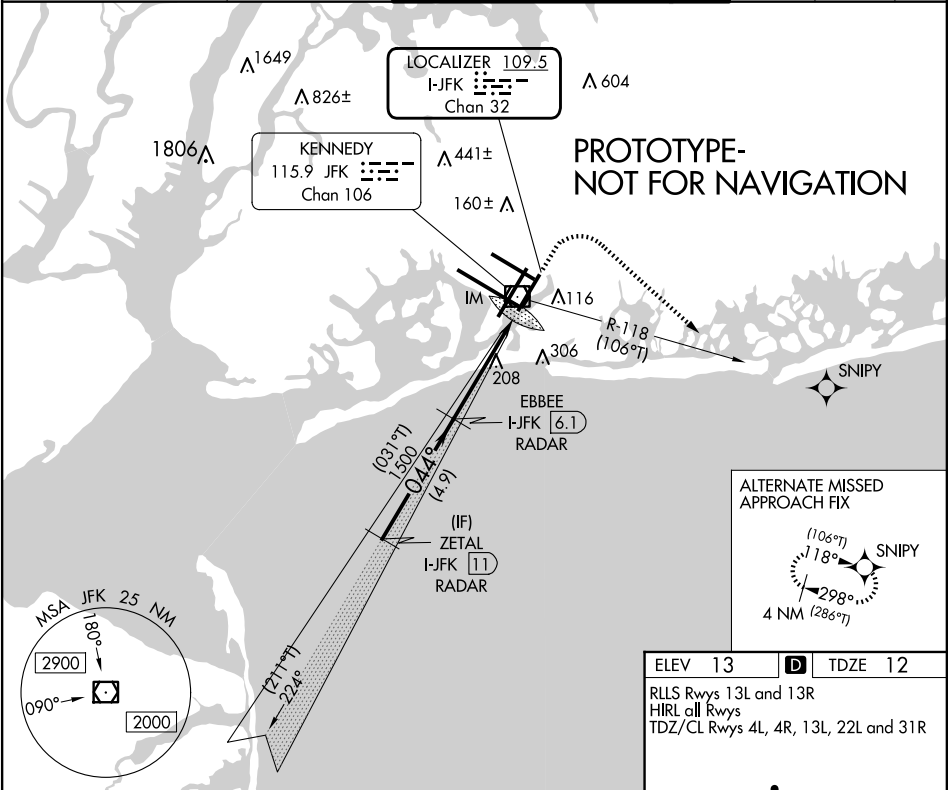 1649
826±
1806
LOCALIZER 109.5
I-JFK
Chan 32
604
KENNEDY
115.9 JFK
Chan 106
441±
160±
PROTOTYPE-
NOT FOR NAVIGATION
IM
116
R-118
(106°T)
306
208
SNIPY
EBBEE
I-JFK 6.1
RADAR
(031°T)
1500
044°
(4.9)
(IF)
ZETAL
I-JFK 11
RADAR
(211°T)
224°
MSA JFK 25 NM
180°
2900
090°
2000
ALTERNATE MISSED
APPROACH FIX
(106°T)
118°
SNIPY
298°
4 NM (286°T)
ELEV 13 D TDZE 12
RLLS Rwys 13L and 13R
HIRL all Rwys
TDZ/CL Rwys 4L, 4R, 13L, 22L and 31R